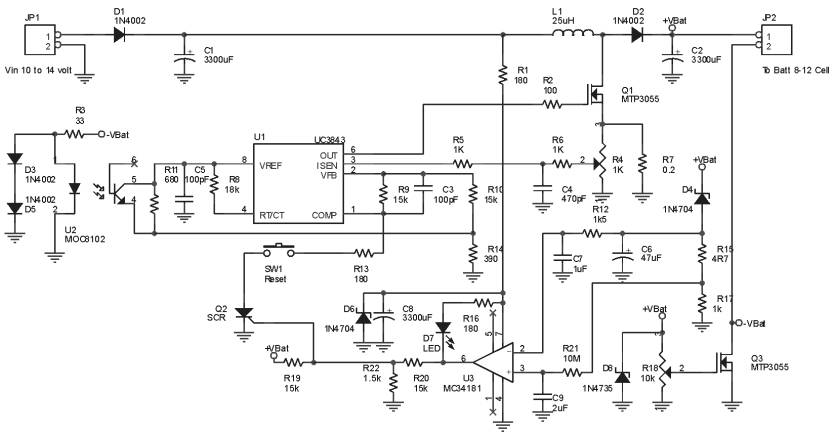 JP1
1
2
Vin 10 to 14 volt
D1
1N4002
C1
3300uF
L1
25uH
D2
1N4002
+VBat
C2
3300uF
JP2
1
2
To Batt 8-12 Cell
R1
180
R2
100
Q1
MTP3055
R3
33
-VBat
D3
1N4002
1N4002
D5
1
2
U2
MOC8102
6
5
4
R11
680
C5
100pF
R8
18k
U1
UC3843
8
VREF
4
RT/CT
OUT
6
ISEN
3
VFB
2
COMP
1
R5
1K
R6
1K
2
3
R4
1K
R7
0.2
C4
470pF
R9
15k
C3
100pF
R10
15k
R14
390
+VBat
D4
1N4704
R12
1k5
C7
1uF
C6
47uF
R15
4R7
R17
1k
-VBat
SW1
Reset
R13
180
Q2
SCR
D6
1N4704
C8
3300uF
D7
LED
R16
180
5
7
2
3
6
1
4
U3
MC34181
+VBat
R19
15k
R22
1.5k
R20
15k
R21
10M
C9
2uF
D8
1N4735
+VBat
3
R18
10k
2
Q3
MTP3055